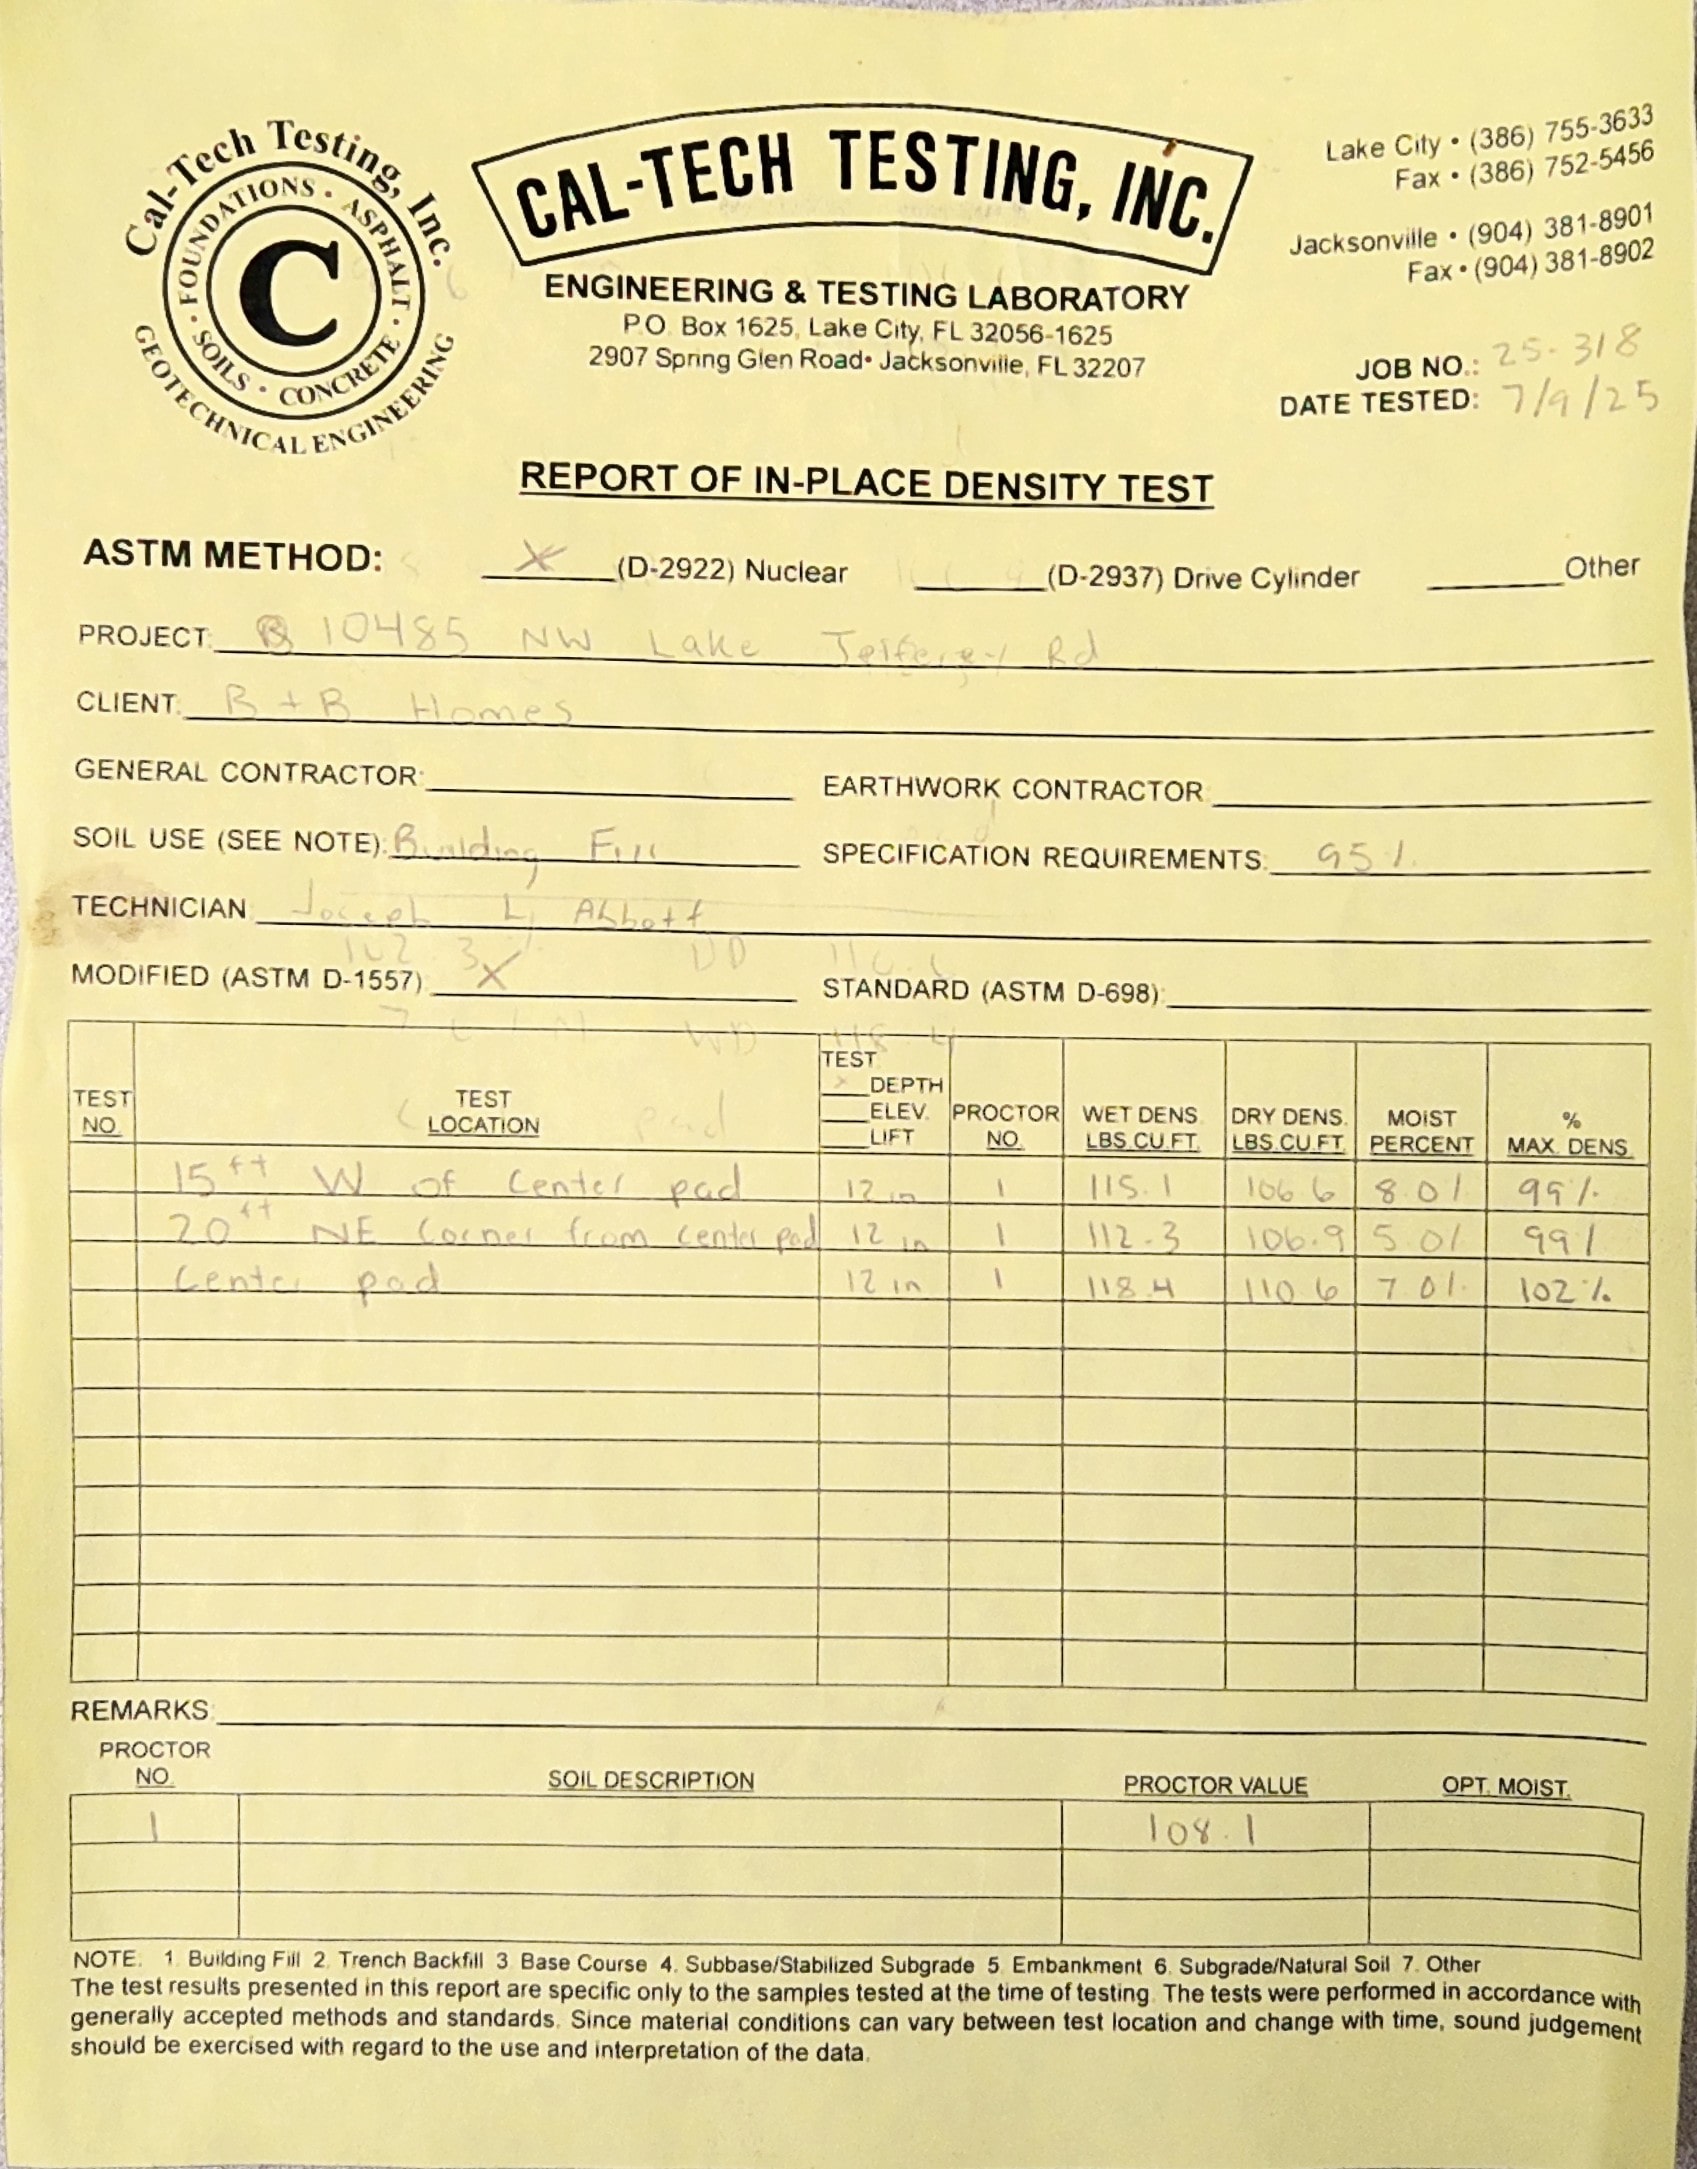 Cal-Tech Testing, Inc.
FOUNDATIONS · ASPHALT · CONCRETE · SOILS ·
C
GEOTECHNICAL ENGINEERING
CAL-TECH TESTING, INC.
ENGINEERING & TESTING LABORATORY
P.O. Box 1625, Lake City, FL 32056-1625
2907 Spring Glen Road• Jacksonville, FL 32207
Lake City • (386) 755-3633
Fax • (386) 752-5456
Jacksonville • (904) 381-8901
Fax • (904) 381-8902
JOB NO.: 25-318
DATE TESTED: 7/9/25
REPORT OF IN-PLACE DENSITY TEST
ASTM METHOD: X (D-2922) Nuclear (D-2937) Drive Cylinder Other
PROJECT: 10485 NW Lake Rd
CLIENT: B + B Homes
GENERAL CONTRACTOR: EARTHWORK CONTRACTOR
SOIL USE (SEE NOTE): Building Fill SPECIFICATION REQUIREMENTS: 95%
TECHNICIAN Joseph Abbott
102 3% DD 110.6
MODIFIED (ASTM D-1557) X STANDARD (ASTM D-698):
WD 118.4
TEST NO. TEST LOCATION TEST X DEPTH ELEV. LIFT PROCTOR NO. WET DENS. LBS.CU.FT. DRY DENS. LBS.CU.FT. MOIST PERCENT % MAX. DENS.
15 ft W of Center pad 12 in 1 115.1 106.6 8.0% 99%
20 ft NE Corner from center pad 12 in 1 112.3 106.9 5.0% 99%
Center pad 12 in 1 118.4 110.6 7.0% 102%
REMARKS:
PROCTOR NO. SOIL DESCRIPTION PROCTOR VALUE OPT. MOIST.
1 108.1
NOTE: 1. Building Fill 2. Trench Backfill 3. Base Course 4. Subbase/Stabilized Subgrade 5. Embankment 6. Subgrade/Natural Soil 7. Other
The test results presented in this report are specific only to the samples tested at the time of testing. The tests were performed in accordance with
generally accepted methods and standards. Since material conditions can vary between test location and change with time, sound judgement
should be exercised with regard to the use and interpretation of the data.